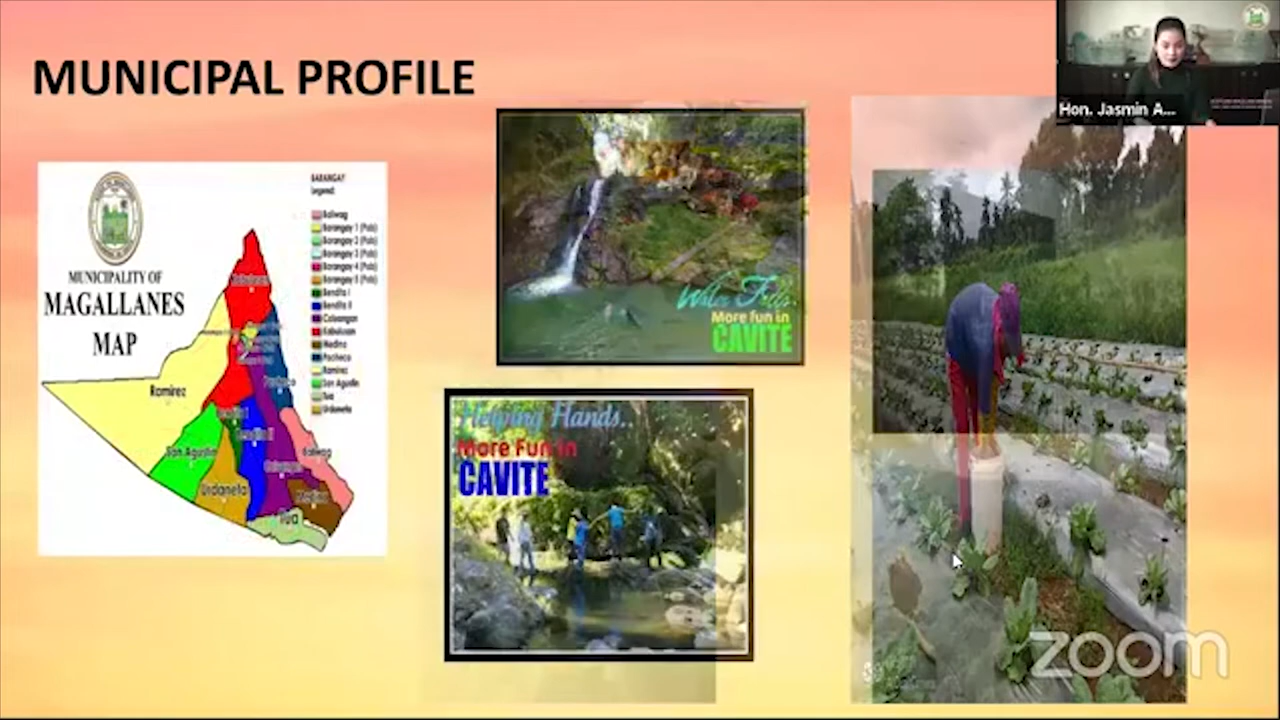 MUNICIPAL PROFILE
Hon. Jasmin A...
MUNICIPALITY OF
MAGALLANES
MAP
BARANGAY
Legend:
Baliwag
Barangay 1 (Pob)
Barangay 2 (Pob)
Barangay 3 (Pob)
Barangay 4 (Pob)
Barangay 5 (Pob)
Bendita I
Bendita II
Caluangan
Kabulusan
Medina
Pacheco
Ramirez
San Agustin
Tua
Urdaneta
Ramirez
Pacheco
San Agustin
Baliwag
Urdaneta
Medina
Tua
Water Falls..
More fun in
CAVITE
Helping Hands..
More Fun in
CAVITE
zoom